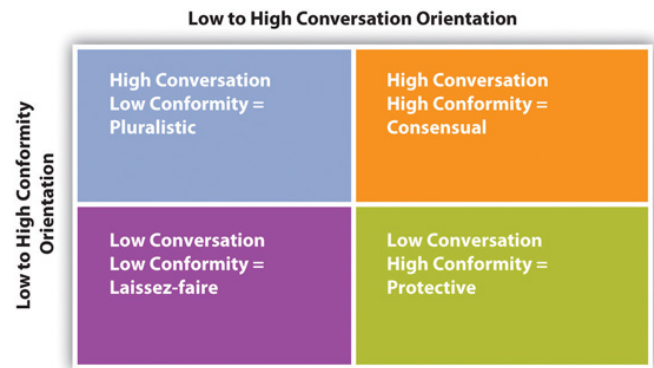 Low to High Conversation Orientation
Low to High Conformity
Orientation
High Conversation
Low Conformity =
Pluralistic
High Conversation
High Conformity =
Consensual
Low Conversation
Low Conformity =
Laissez-faire
Low Conversation
High Conformity =
Protective